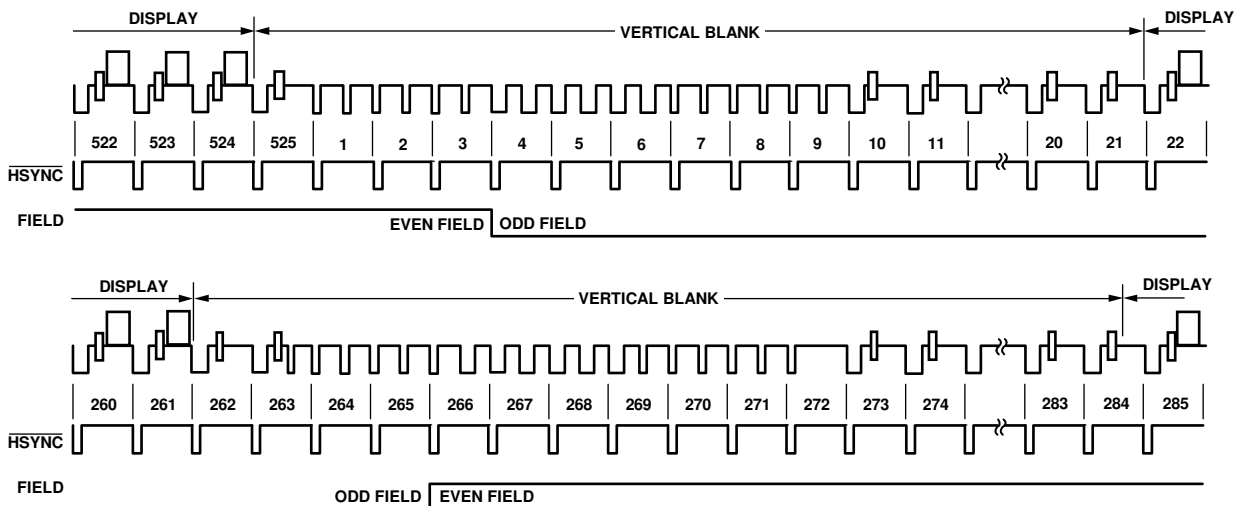 DISPLAY VERTICAL BLANK DISPLAY
522 523 524 525 1 2 3 4 5 6 7 8 9 10 11 20 21 22
HSYNC
FIELD EVEN FIELD ODD FIELD
DISPLAY VERTICAL BLANK DISPLAY
260 261 262 263 264 265 266 267 268 269 270 271 272 273 274 283 284 285
HSYNC
FIELD ODD FIELD EVEN FIELD